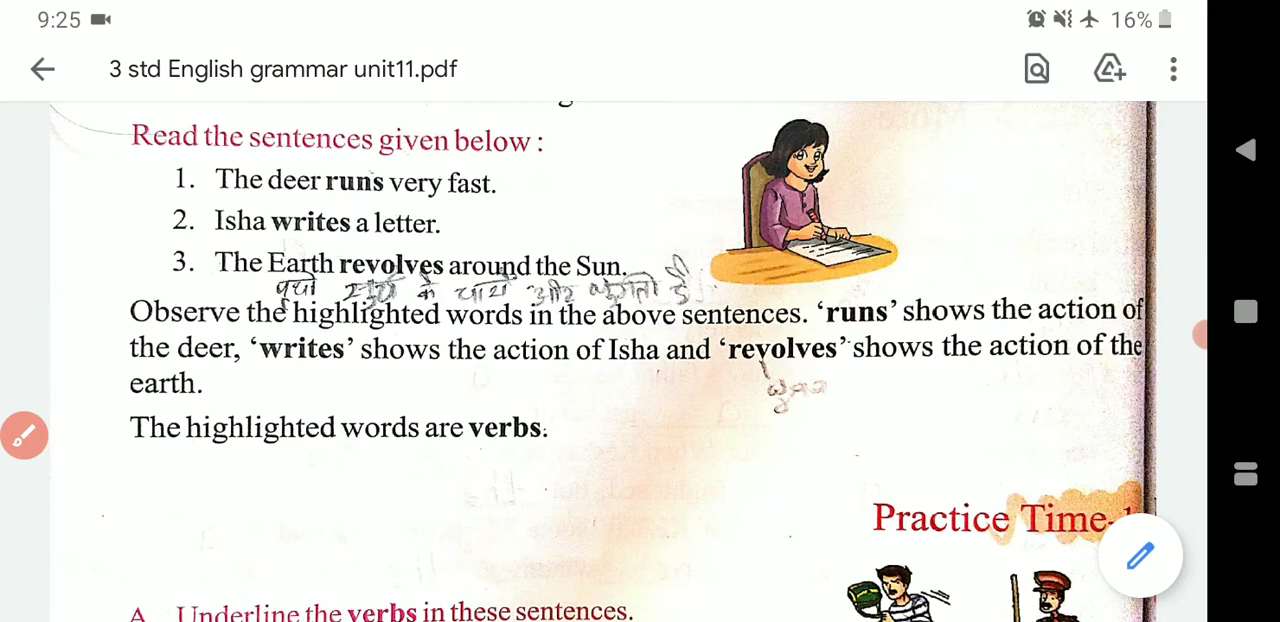 9:25
16%
3 std English grammar unit11.pdf
Read the sentences given below :
1. The deer runs very fast.
2. Isha writes a letter.
3. The Earth revolves around the Sun.
के और है
Observe the highlighted words in the above sentences. ‘runs’ shows the action of
the deer, ‘writes’ shows the action of Isha and ‘revolves’ shows the action of the
earth.
The highlighted words are verbs.
Practice Time-1
A Underline the verbs in these sentences.